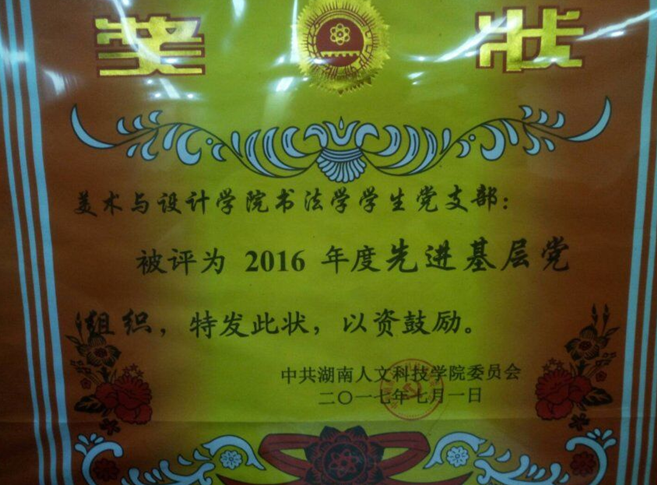 奖状
美术与设计学院书法学学生党支部：
被评为 2016 年度先进基层党
组织，特发此状，以资鼓励。
中共湖南人文科技学院委员会
二〇一七年七月一日